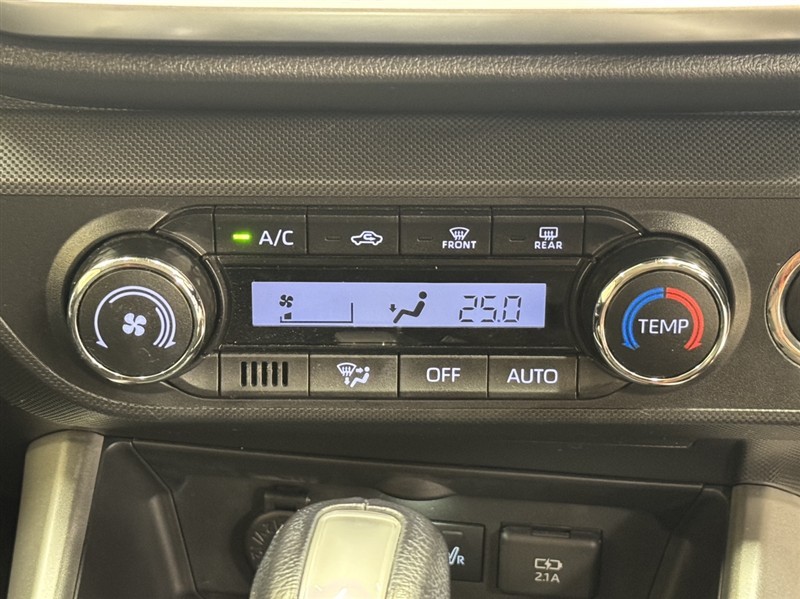 A/C
FRONT
REAR
25.0
TEMP
OFF
AUTO
R
2.1A